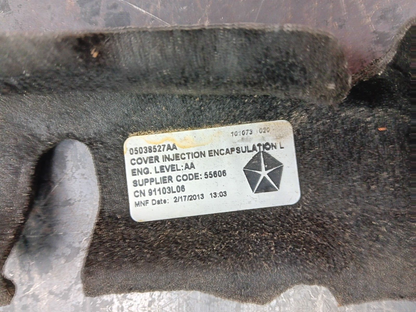 101073 020
05038527AA
COVER INJECTION ENCAPSULATION L
ENG. LEVEL:AA
SUPPLIER CODE: 55606
CN 91103L06
MNF Date: 2/17/2013 13:03